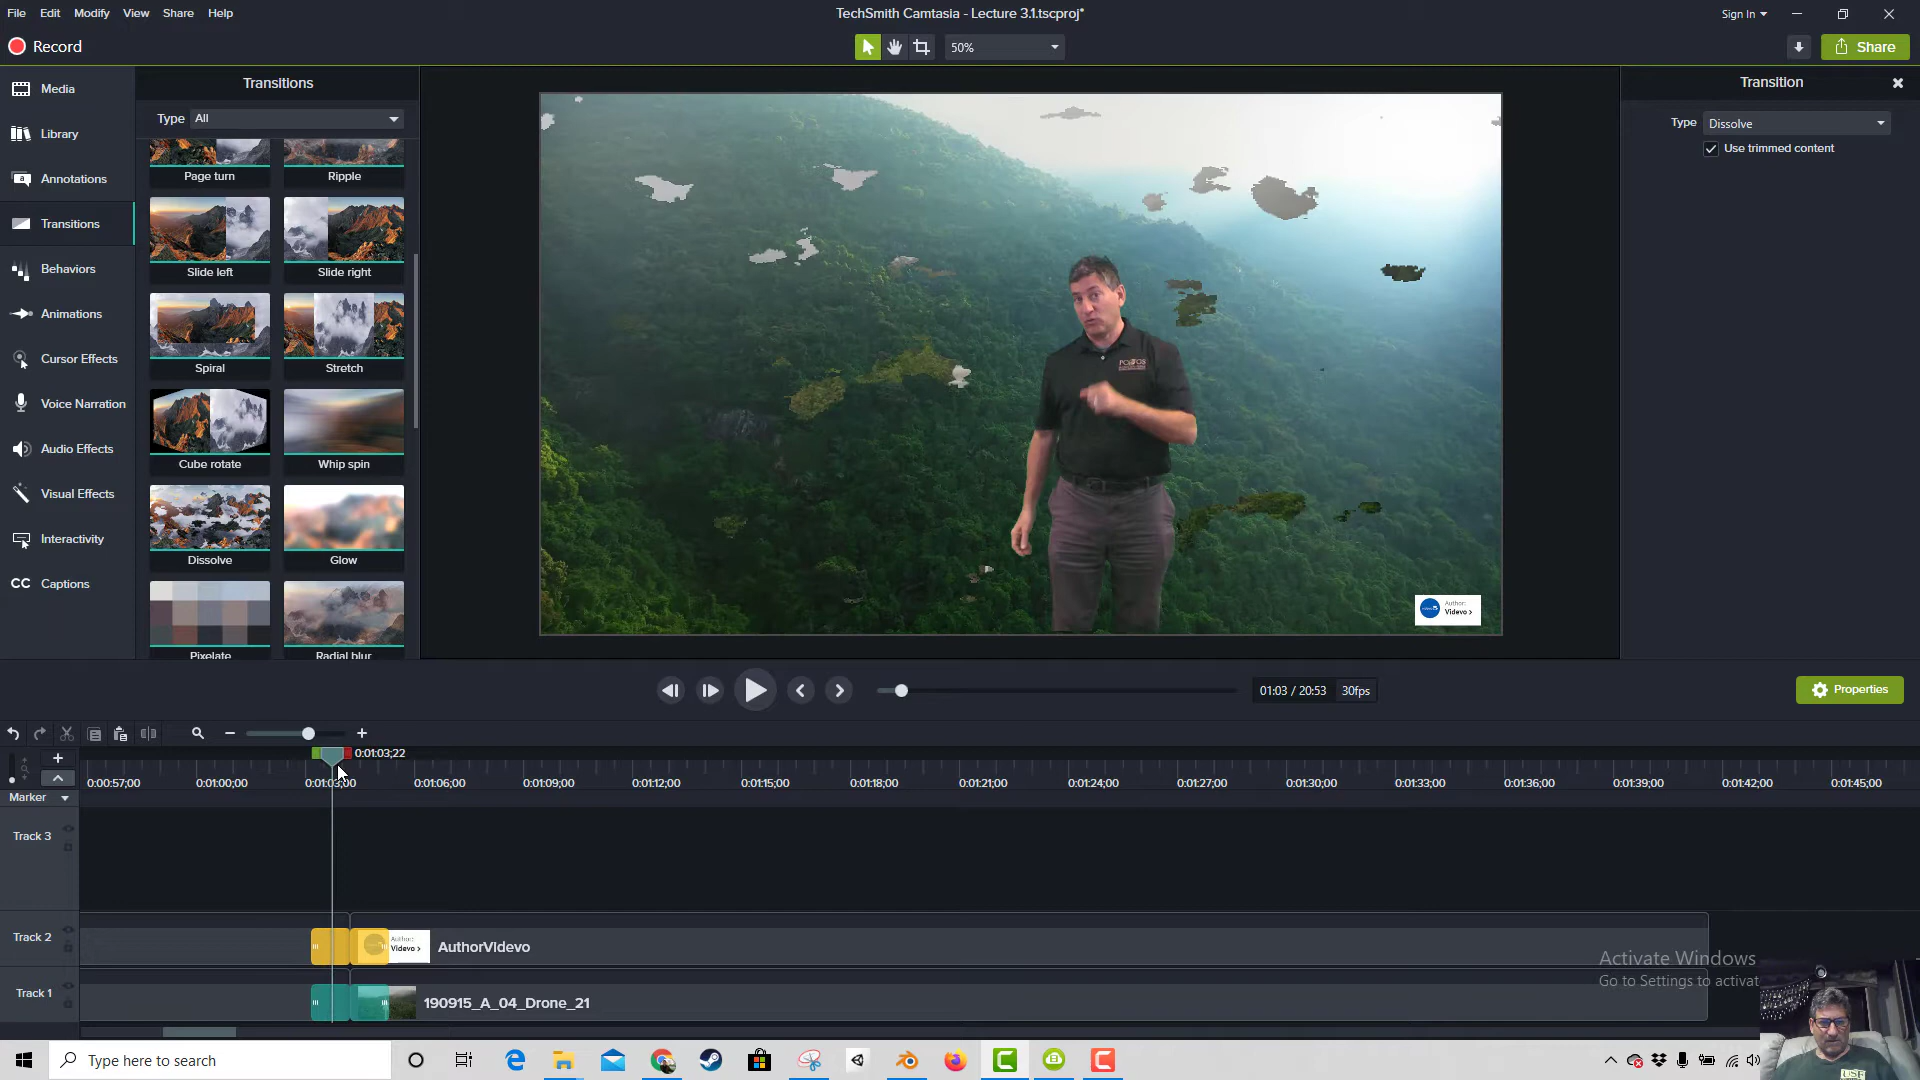 File Edit Modify View Share Help
TechSmith Camtasia - Lecture 3.1.tscproj*
Sign In
Record
50%
Share
Media
Library
Annotations
Transitions
Behaviors
Animations
Cursor Effects
Voice Narration
Audio Effects
Visual Effects
Interactivity
CC Captions
Transitions
Type All
Page turn Ripple
Slide left Slide right
Spiral Stretch
Cube rotate Whip spin
Dissolve Glow
Pixelate Radial blur
Author:
Videvo >
Transition
Type Dissolve
Use trimmed content
01:03 / 20:53 30fps
Properties
0:01:03;22
0:00:57;00 0:01:00;00 0:01:03;00 0:01:06;00 0:01:09;00 0:01:12;00 0:01:15;00 0:01:18;00 0:01:21;00 0:01:24;00 0:01:27;00 0:01:30;00 0:01:33;00 0:01:36;00 0:01:39;00 0:01:42;00 0:01:45;00
Marker
Track 3
Track 2
Author:
Videvo >
AuthorVidevo
Track 1
190915_A_04_Drone_21
Activate Windows
Go to Settings to activat
Type here to search